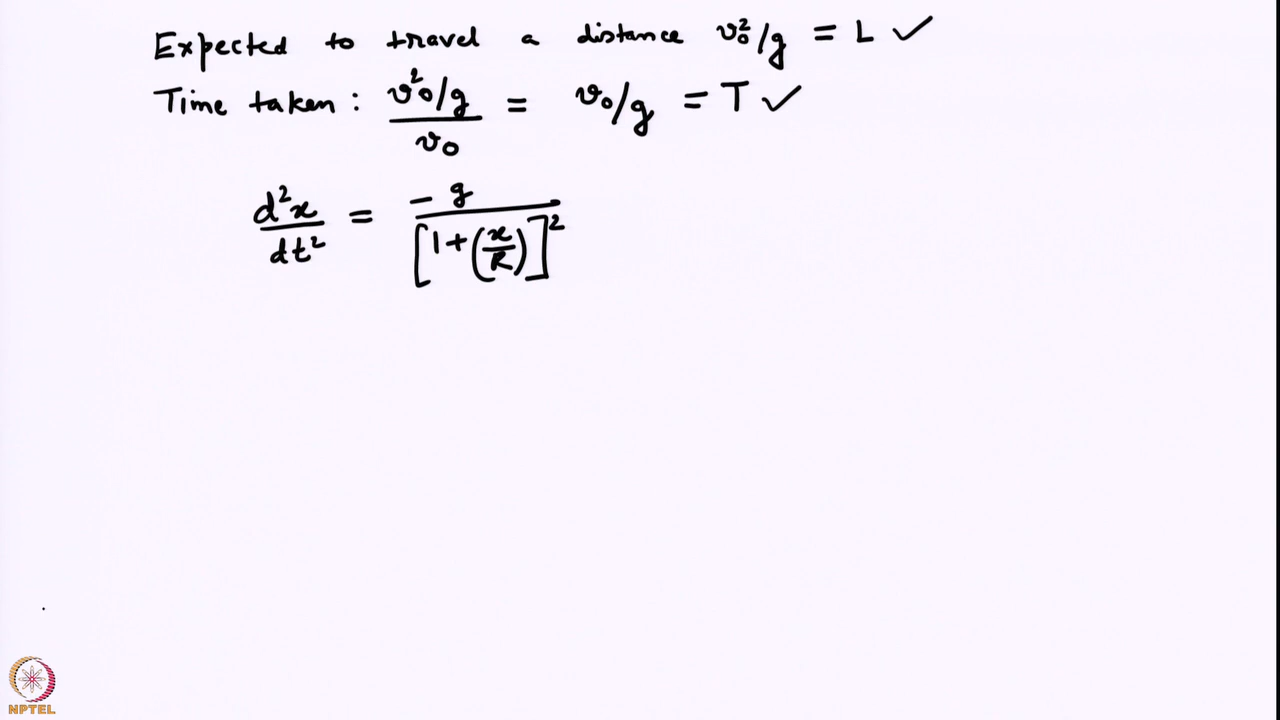 Expected to travel a distance v₀²/g = L ✓
Time taken : (v₀²/g)/v₀ = v₀/g = T ✓
d²x/dt² = -g/[1+(x/R)]²
NPTEL